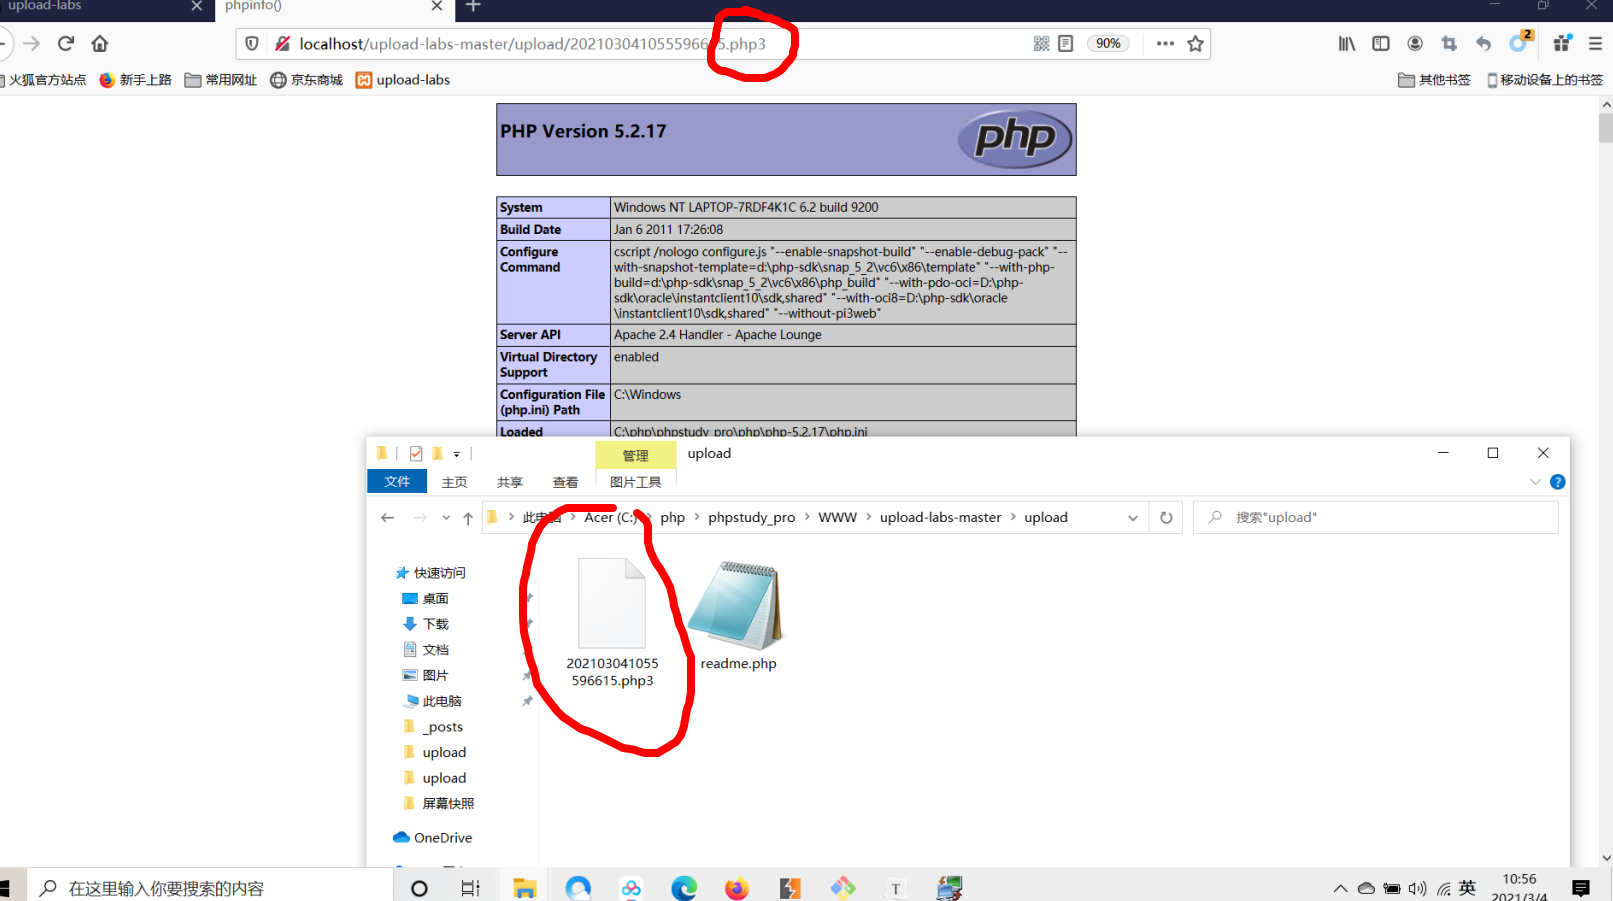 upload-labs
phpinfo()
localhost/upload-labs-master/upload/202103041055596615.php3
90%
2
火狐官方站点
新手上路
常用网址
京东商城
upload-labs
其他书签
移动设备上的书签
PHP Version 5.2.17
php
System
Windows NT LAPTOP-7RDF4K1C 6.2 build 9200
Build Date
Jan 6 2011 17:26:08
Configure
Command
cscript /nologo configure.js "--enable-snapshot-build" "--enable-debug-pack" "--
with-snapshot-template=d:\php-sdk\snap_5_2\vc6\x86\template" "--with-php-
build=d:\php-sdk\snap_5_2\vc6\x86\php_build" "--with-pdo-oci=D:\php-
sdk\oracle\instantclient10\sdk,shared" "--with-oci8=D:\php-sdk\oracle
\instantclient10\sdk,shared" "--without-pi3web"
Server API
Apache 2.4 Handler - Apache Lounge
Virtual Directory
Support
enabled
Configuration File
(php.ini) Path
C:\Windows
Loaded
C:\php\phpstudy_pro\php\php-5.2.17\php.ini
管理
upload
文件
主页
共享
查看
图片工具
此电脑 › Acer (C:) › php › phpstudy_pro › WWW › upload-labs-master › upload
搜索"upload"
快速访问
桌面
下载
文档
图片
此电脑
_posts
upload
upload
屏幕快照
OneDrive
202103041055
596615.php3
readme.php
在这里输入你要搜索的内容
T
英
10:56
2021/3/4